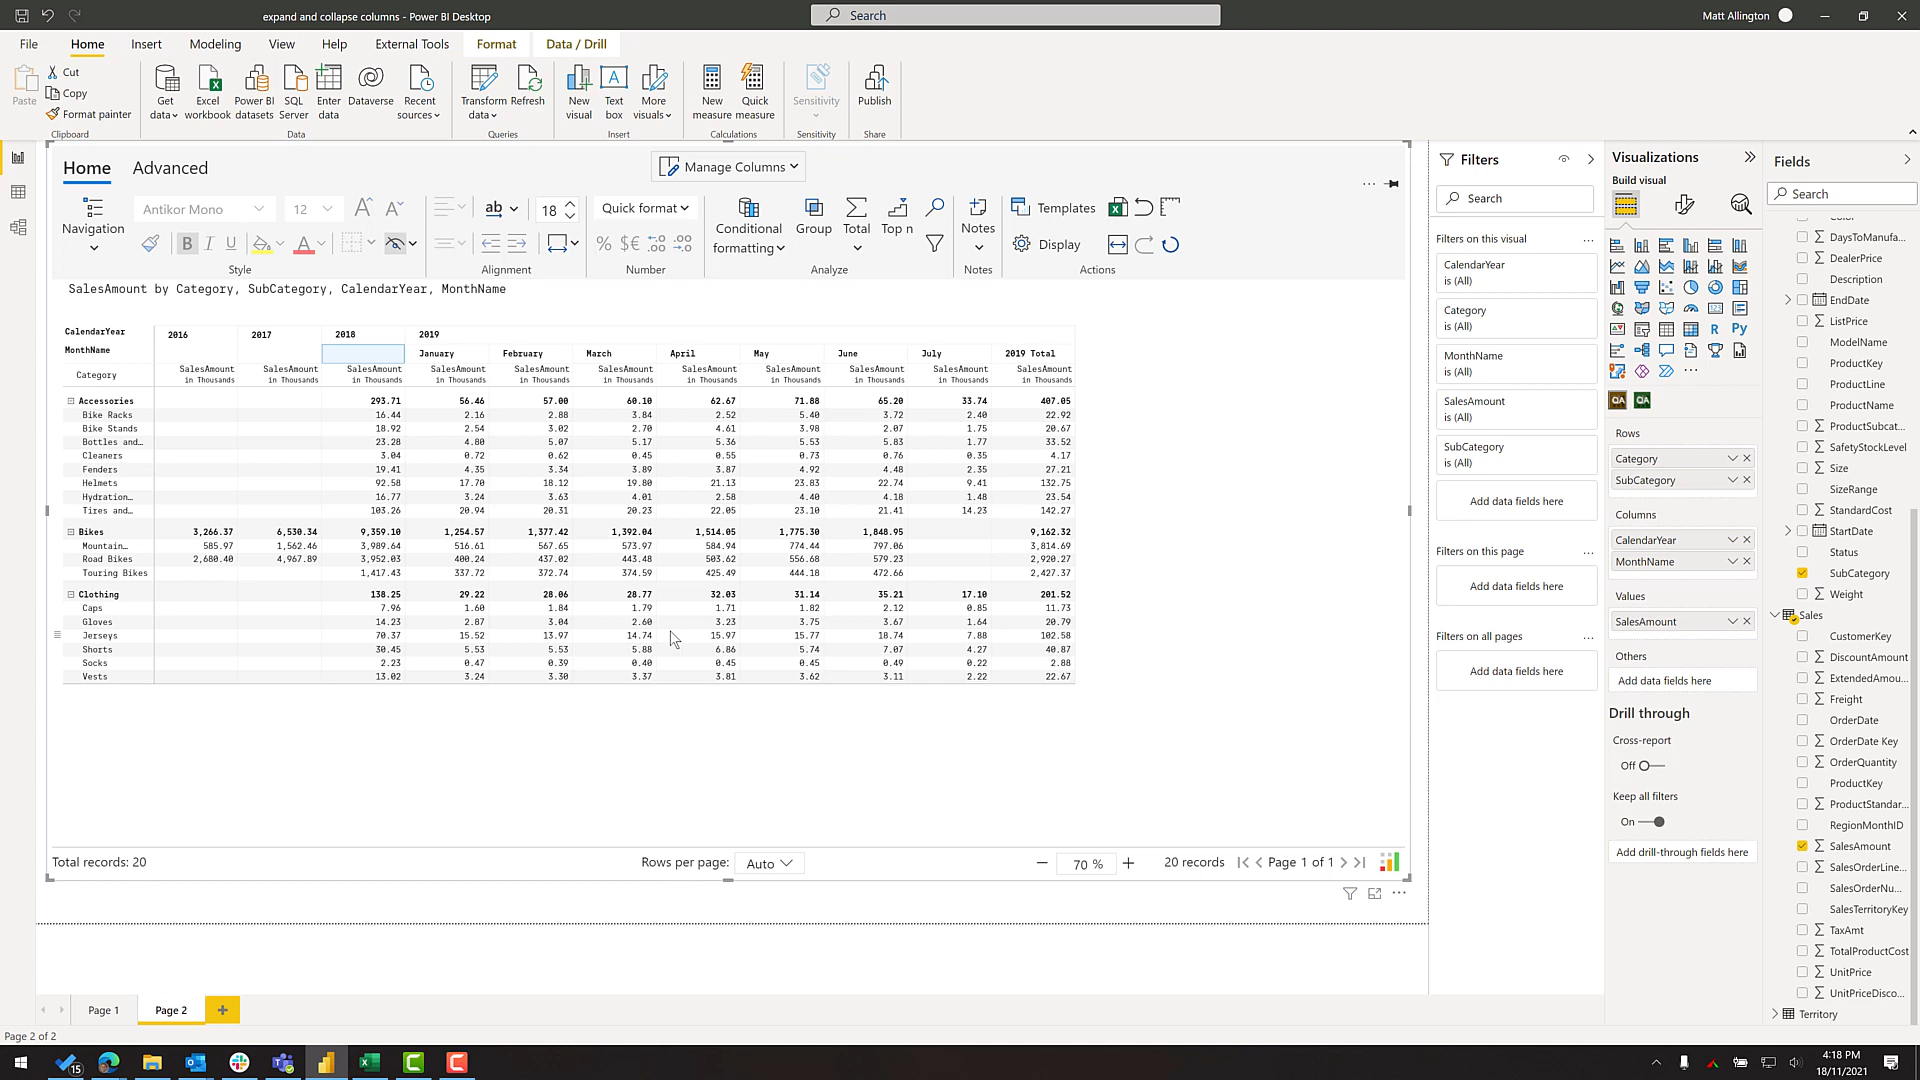 expand and collapse columns - Power BI Desktop
Search
Matt Allington
File Home Insert Modeling View Help External Tools Format Data / Drill
Paste
Cut
Copy
Format painter
Clipboard
Get data
Excel workbook
Power BI datasets
SQL Server
Enter data
Dataverse
Recent sources
Data
Transform data
Refresh
Queries
New visual
Text box
More visuals
Insert
New measure
Quick measure
Calculations
Sensitivity
Sensitivity
Publish
Share
Home Advanced
Manage Columns
Navigation
Antikor Mono 12
B I U
Style
ab 18
Alignment
Quick format
% $€
Number
Conditional formatting
Group
Total
Top n
Analyze
Notes
Notes
Templates
Display
Actions
SalesAmount by Category, SubCategory, CalendarYear, MonthName
CalendarYear 2016 2017 2018 2019
MonthName January February March April May June July 2019 Total
Category SalesAmount SalesAmount SalesAmount SalesAmount SalesAmount SalesAmount SalesAmount SalesAmount SalesAmount SalesAmount SalesAmount
in Thousands in Thousands in Thousands in Thousands in Thousands in Thousands in Thousands in Thousands in Thousands in Thousands in Thousands
Accessories 293.71 56.46 57.00 60.10 62.67 71.88 65.20 33.74 407.05
Bike Racks 16.44 2.16 2.88 3.84 2.52 5.40 3.72 2.40 22.92
Bike Stands 18.92 2.54 3.02 2.70 4.61 3.98 2.07 1.75 20.67
Bottles and… 23.28 4.80 5.07 5.17 5.36 5.53 5.83 1.77 33.52
Cleaners 3.04 0.72 0.62 0.45 0.55 0.73 0.76 0.35 4.17
Fenders 19.41 4.35 3.34 3.89 3.87 4.92 4.48 2.35 27.21
Helmets 92.58 17.70 18.12 19.80 21.13 23.83 22.74 9.41 132.75
Hydration… 16.77 3.24 3.63 4.01 2.58 4.40 4.18 1.48 23.54
Tires and… 103.26 20.94 20.31 20.23 22.05 23.10 21.41 14.23 142.27
Bikes 3,266.37 6,530.34 9,359.10 1,254.57 1,377.42 1,392.04 1,514.05 1,775.30 1,848.95 9,162.32
Mountain… 585.97 1,562.46 3,989.64 516.61 567.65 573.97 584.94 774.44 797.06 3,814.69
Road Bikes 2,680.40 4,967.89 3,952.03 400.24 437.02 443.48 503.62 556.68 579.23 2,920.27
Touring Bikes 1,417.43 337.72 372.74 374.59 425.49 444.18 472.66 2,427.37
Clothing 138.25 29.22 28.06 28.77 32.03 31.14 35.21 17.10 201.52
Caps 7.96 1.60 1.84 1.79 1.71 1.82 2.12 0.85 11.73
Gloves 14.23 2.87 3.04 2.60 3.23 3.75 3.67 1.64 20.79
Jerseys 70.37 15.52 13.97 14.74 15.97 15.77 18.74 7.88 102.58
Shorts 30.45 5.53 5.53 5.88 6.86 5.74 7.07 4.27 40.87
Socks 2.23 0.47 0.39 0.40 0.45 0.45 0.49 0.22 2.88
Vests 13.02 3.24 3.30 3.37 3.81 3.62 3.11 2.22 22.67
Total records: 20
Rows per page: Auto
70 %
20 records
Page 1 of 1
Filters
Search
Filters on this visual
CalendarYear
is (All)
Category
is (All)
MonthName
is (All)
SalesAmount
is (All)
SubCategory
is (All)
Add data fields here
Filters on this page
Add data fields here
Filters on all pages
Add data fields here
Visualizations
Build visual
R Py
Rows
Category
SubCategory
Columns
CalendarYear
MonthName
Values
SalesAmount
Others
Add data fields here
Drill through
Cross-report
Off
Keep all filters
On
Add drill-through fields here
Fields
Search
DaysToManufa...
DealerPrice
Description
EndDate
ListPrice
ModelName
ProductKey
ProductLine
ProductName
ProductSubcat...
SafetyStockLevel
Size
SizeRange
StandardCost
StartDate
Status
SubCategory
Weight
Sales
CustomerKey
DiscountAmount
ExtendedAmou...
Freight
OrderDate
OrderDate Key
OrderQuantity
ProductKey
ProductStandar...
RegionMonthID
SalesAmount
SalesOrderLine...
SalesOrderNu...
SalesTerritoryKey
TaxAmt
TotalProductCost
UnitPrice
UnitPriceDisco...
Territory
Page 1
Page 2
Page 2 of 2
15
4:18 PM
18/11/2021